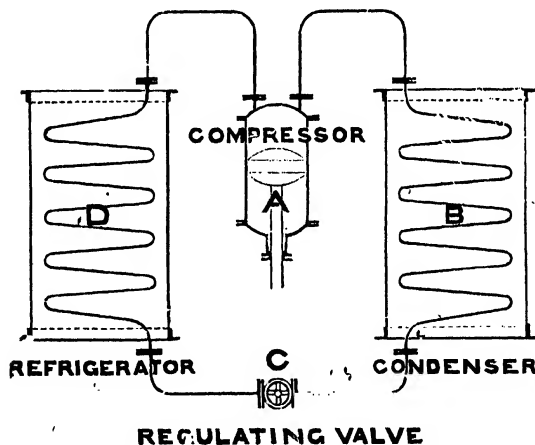 COMPRESSOR
D
A
B
REFRIGERATOR
C
CONDENSER
REGULATING VALVE